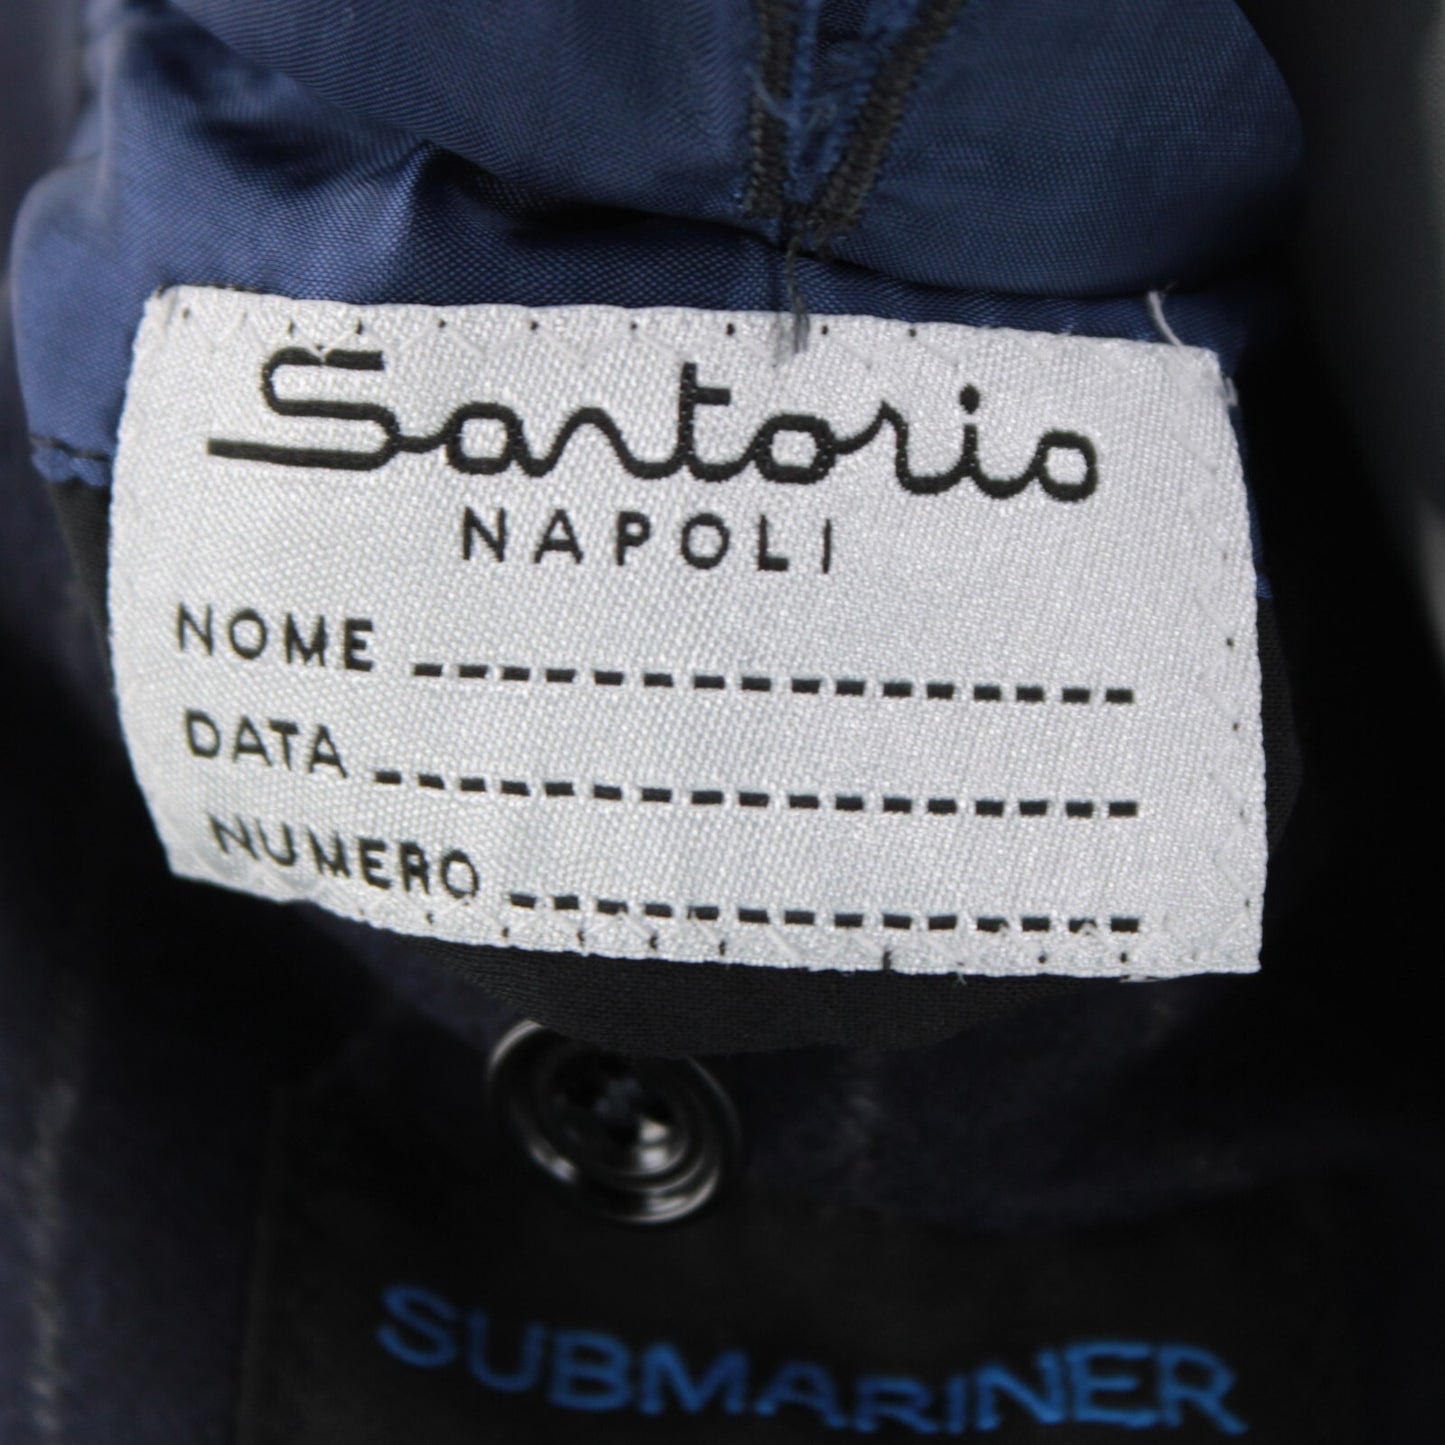 Sartorio
NAPOLI
NOME
DATA
NUMERO
SUBMARINER